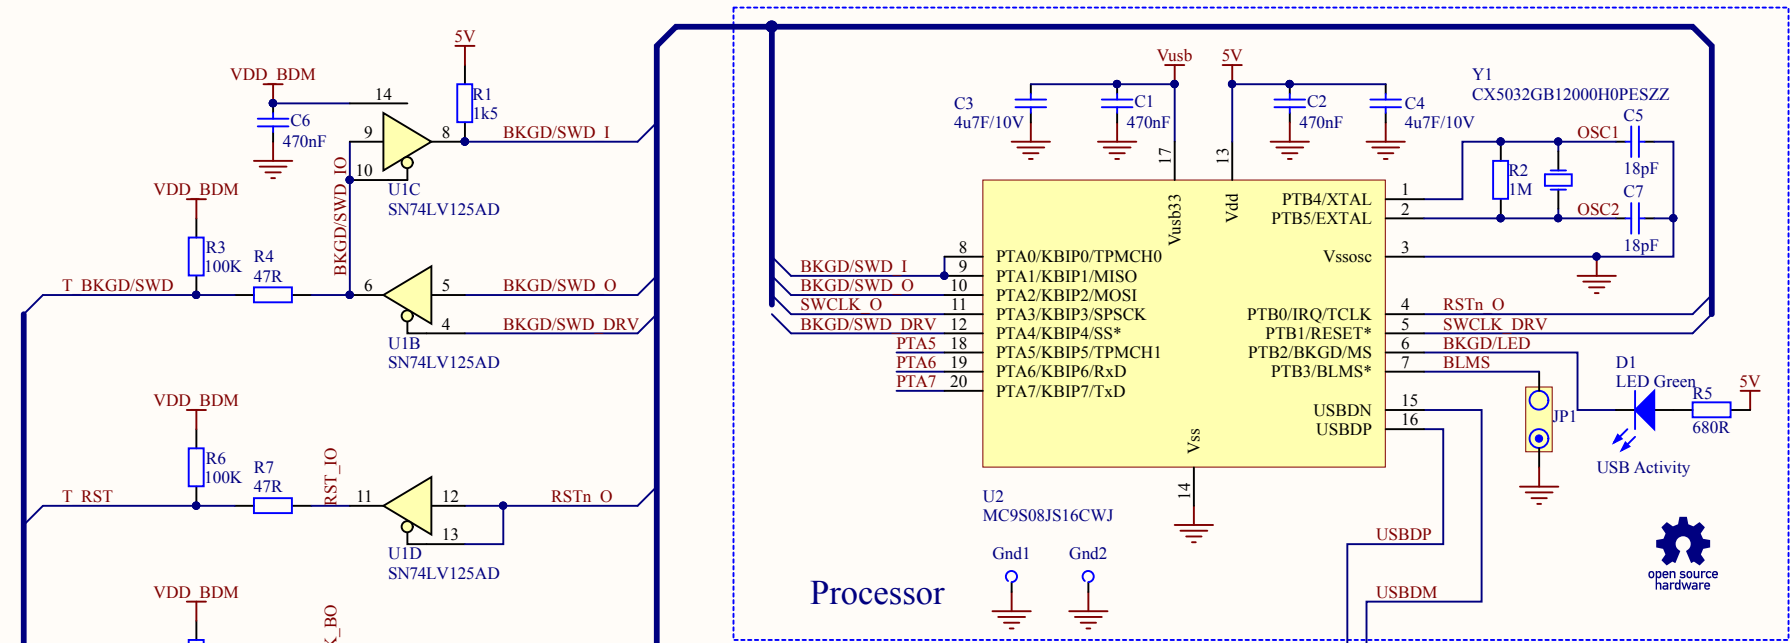 5V
VDD_BDM
14
R1
1k5
C6
470nF
9
8
BKGD/SWD_I
10
U1C
SN74LV125AD
BKGD/SWD_IO
VDD_BDM
R3
100K
R4
47R
T_BKGD/SWD
6
5
BKGD/SWD_O
4
BKGD/SWD_DRV
U1B
SN74LV125AD
VDD_BDM
R6
100K
R7
47R
RST_IO
T_RST
11
12
RSTn_O
13
U1D
SN74LV125AD
VDD_BDM
K_BO
Vusb
5V
C3
4u7F/10V
C1
470nF
C2
470nF
C4
4u7F/10V
17
13
Vusb33
Vdd
Y1
CX5032GB12000H0PESZZ
C5
OSC1
18pF
R2
1M
C7
OSC2
18pF
1
PTB4/XTAL
2
PTB5/EXTAL
3
Vssosc
BKGD/SWD_I
BKGD/SWD_O
SWCLK_O
BKGD/SWD_DRV
PTA5
PTA6
PTA7
8 PTA0/KBIP0/TPMCH0
9 PTA1/KBIP1/MISO
10 PTA2/KBIP2/MOSI
11 PTA3/KBIP3/SPSCK
12 PTA4/KBIP4/SS*
18 PTA5/KBIP5/TPMCH1
19 PTA6/KBIP6/RxD
20 PTA7/KBIP7/TxD
PTB0/IRQ/TCLK 4 RSTn_O
PTB1/RESET* 5 SWCLK_DRV
PTB2/BKGD/MS 6 BKGD/LED
PTB3/BLMS* 7 BLMS
USBDN 15
USBDP 16
Vss
14
U2
MC9S08JS16CWJ
D1
LED Green
R5
680R
5V
JP1
USB Activity
Gnd1
Gnd2
USBDP
USBDM
Processor
open source
hardware